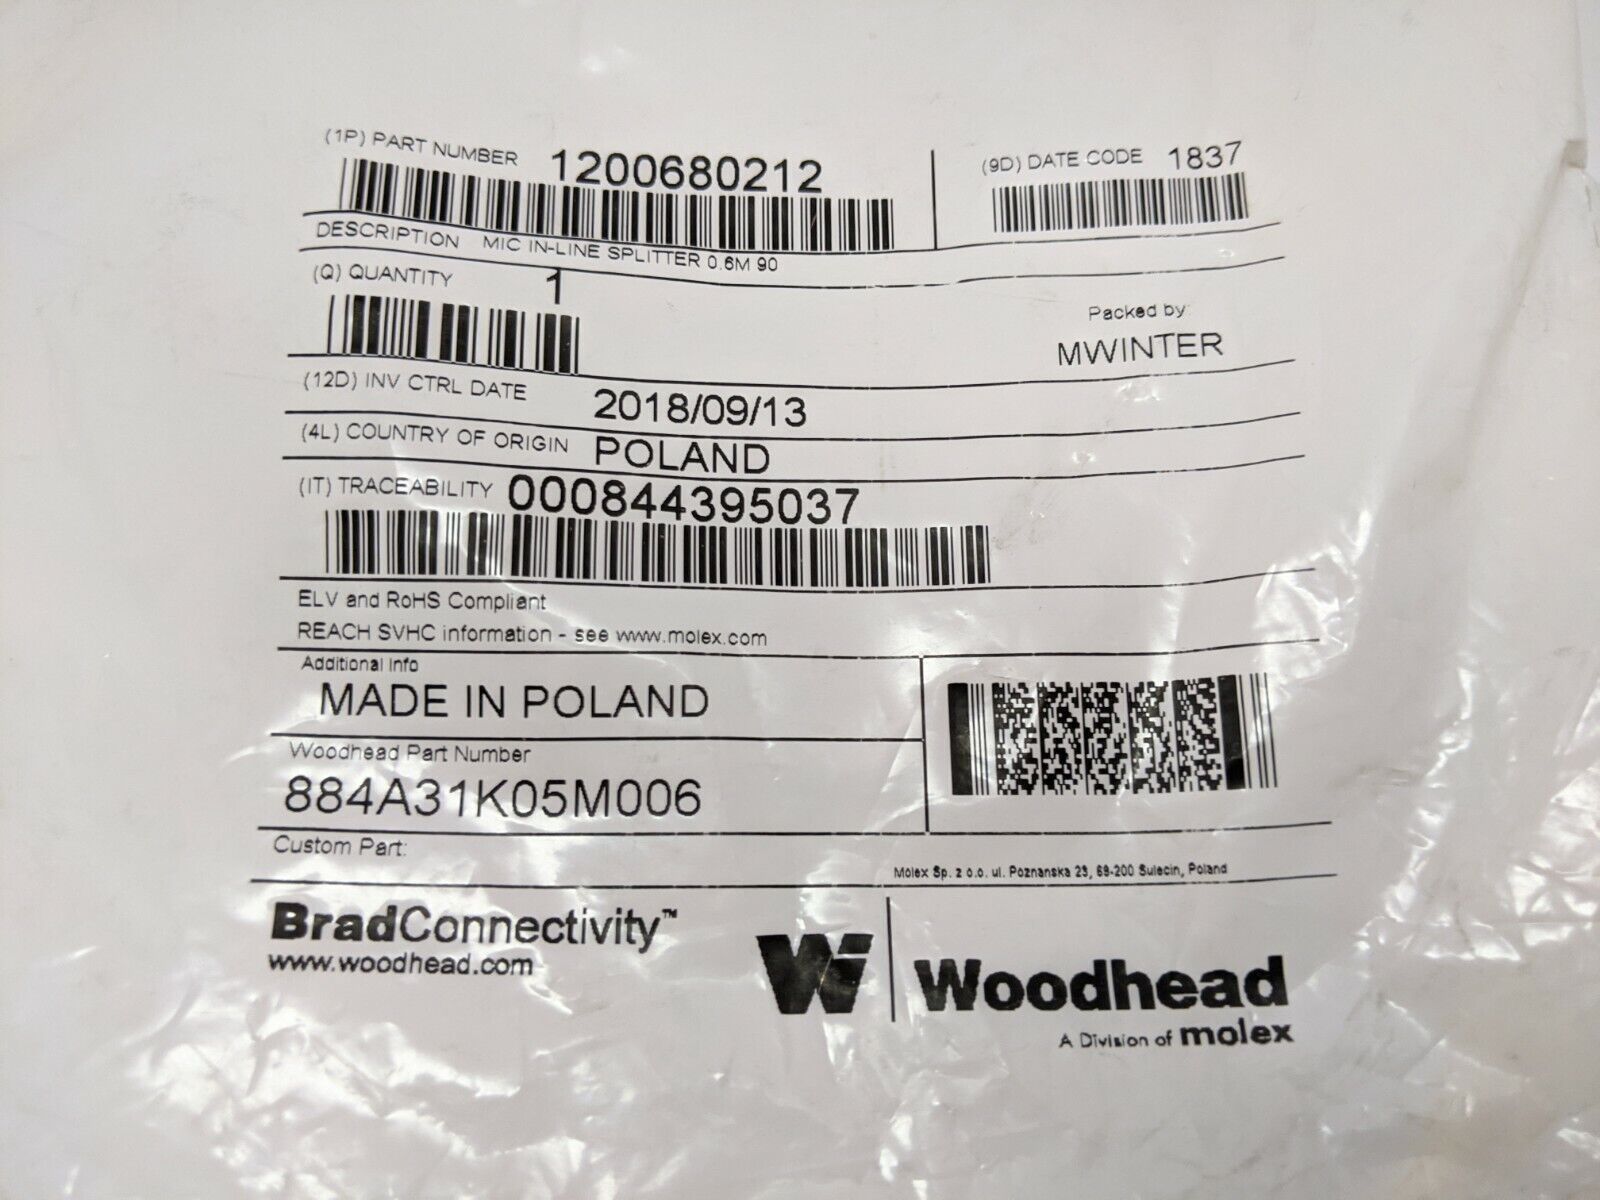 (1P) PART NUMBER 1200680212
(9D) DATE CODE 1837
DESCRIPTION MIC IN-LINE SPLITTER 0.6M 90
(Q) QUANTITY 1
Packed by:
MWINTER
(12D) INV CTRL DATE 2018/09/13
(4L) COUNTRY OF ORIGIN POLAND
(IT) TRACEABILITY 000844395037
ELV and RoHS Compliant
REACH SVHC information - see www.molex.com
Additional Info
MADE IN POLAND
Woodhead Part Number
884A31K05M006
Custom Part:
Molex Sp. z o.o. ul. Poznanska 23, 69-200 Sulecin, Poland
BradConnectivity™
www.woodhead.com
W Woodhead
A Division of molex